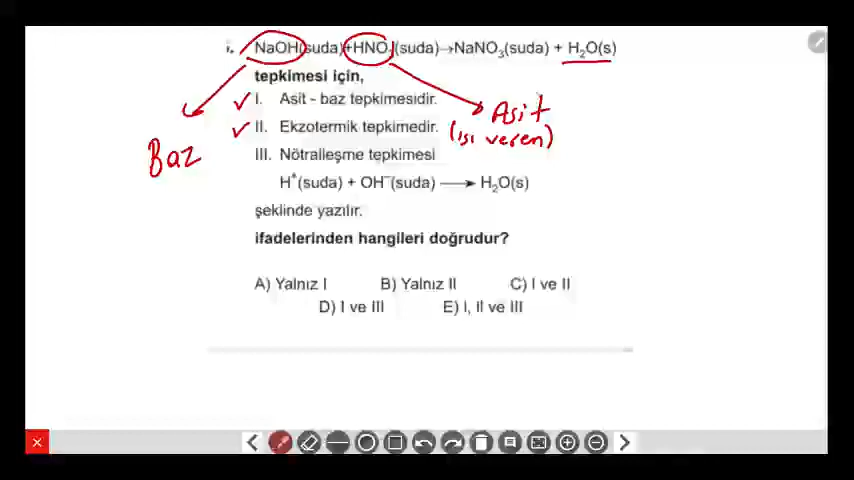 1. NaOH(suda)+HNO₃(suda)→NaNO₃(suda) + H₂O(s)
tepkimesi için,
I. Asit - baz tepkimesidir.
Asit
II. Ekzotermik tepkimedir.
(ısı veren)
Baz
III. Nötralleşme tepkimesi
H⁺(suda) + OH⁻(suda) ⟶ H₂O(s)
şeklinde yazılır.
ifadelerinden hangileri doğrudur?
A) Yalnız I B) Yalnız II C) I ve II
D) I ve III E) I, II ve III